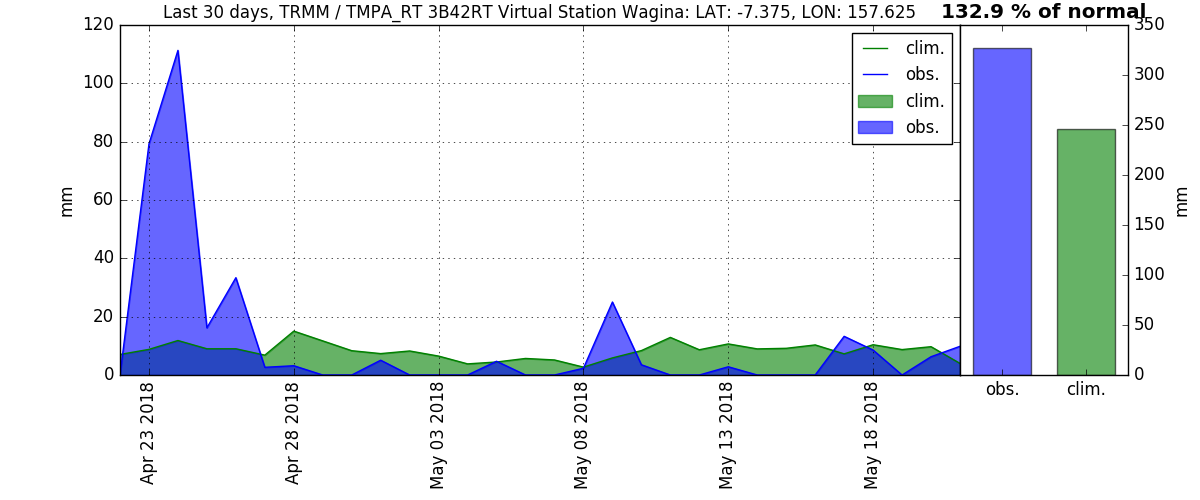 Last 30 days, TRMM / TMPA_RT 3B42RT Virtual Station Wagina: LAT: -7.375, LON: 157.625
132.9 % of normal
120
100
80
60
40
20
0
mm
clim.
obs.
clim.
obs.
350
300
250
200
150
100
50
0
mm
obs.
clim.
Apr 23 2018
Apr 28 2018
May 03 2018
May 08 2018
May 13 2018
May 18 2018